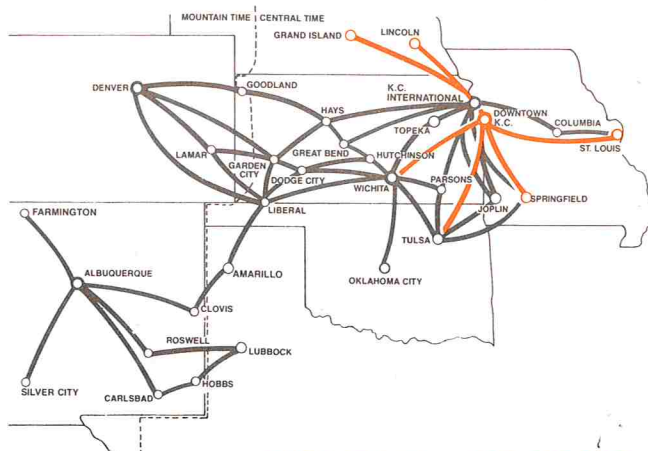 MOUNTAIN TIME
CENTRAL TIME
GRAND ISLAND
LINCOLN
DENVER
GOODLAND
K.C.
INTERNATIONAL
HAYS
TOPEKA
DOWNTOWN
K.C.
COLUMBIA
ST. LOUIS
LAMAR
GARDEN
CITY
GREAT BEND
HUTCHINSON
DODGE CITY
WICHITA
PARSONS
LIBERAL
JOPLIN
SPRINGFIELD
FARMINGTON
TULSA
ALBUQUERQUE
AMARILLO
OKLAHOMA CITY
CLOVIS
ROSWELL
LUBBOCK
SILVER CITY
CARLSBAD
HOBBS